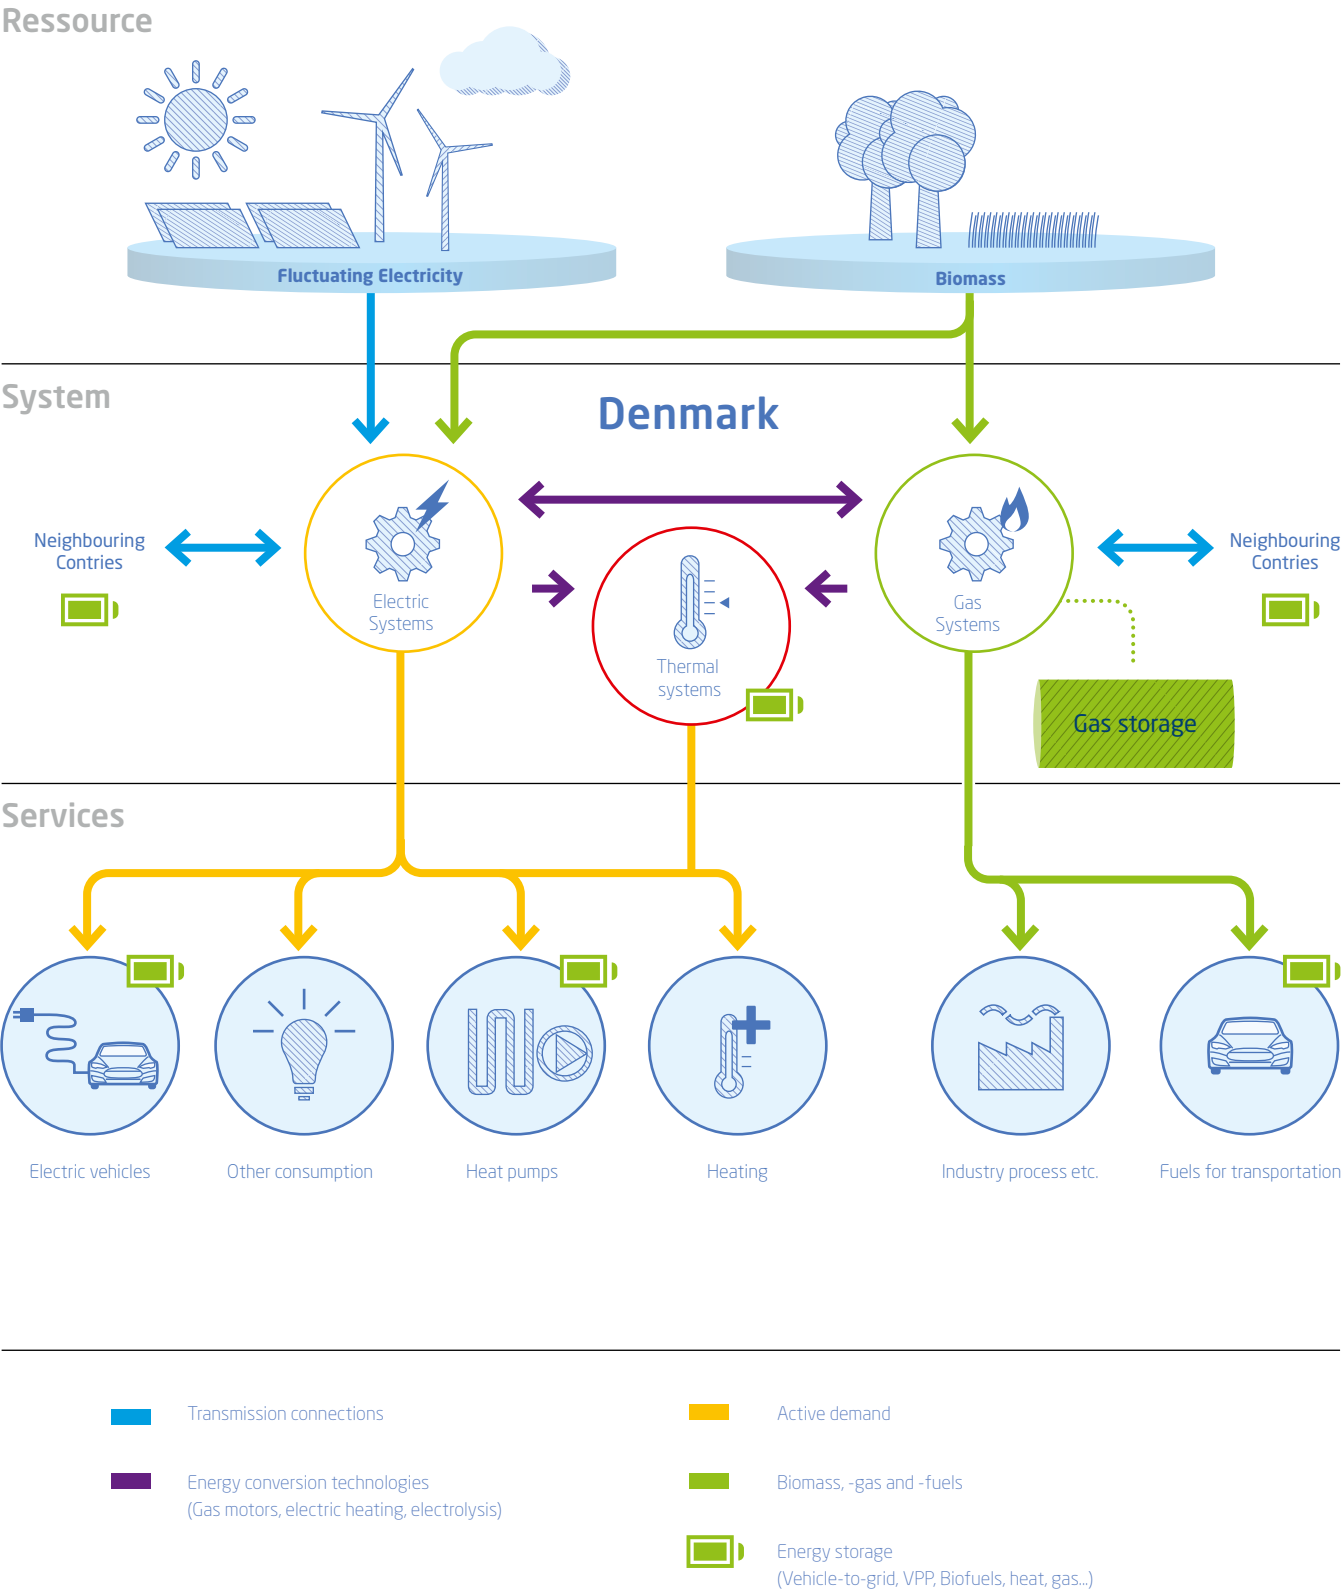 Ressource
Fluctuating Electricity
Biomass
System
Denmark
Neighbouring
Contries
Electric
Systems
Thermal
systems
Gas
Systems
Neighbouring
Contries
Gas storage
Services
Electric vehicles
Other consumption
Heat pumps
Heating
Industry process etc.
Fuels for transportation
Transmission connections
Active demand
Energy conversion technologies
(Gas motors, electric heating, electrolysis)
Biomass, -gas and -fuels
Energy storage
(Vehicle-to-grid, VPP, Biofuels, heat, gas...)